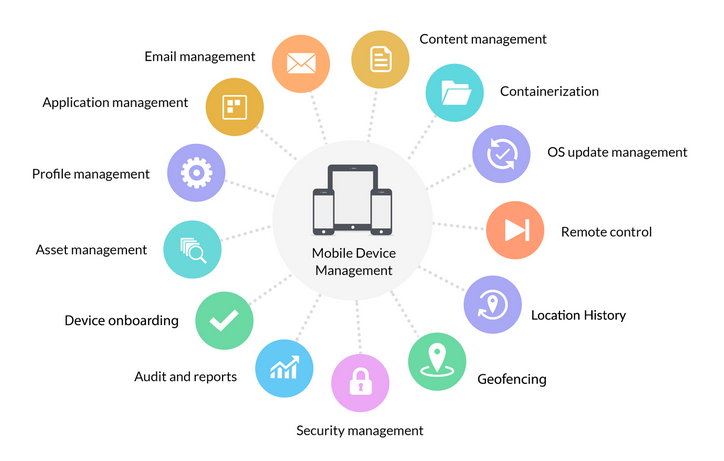 Email management
Content management
Application management
Containerization
Profile management
OS update management
Asset management
Remote control
Mobile Device
Management
Device onboarding
Location History
Audit and reports
Geofencing
Security management